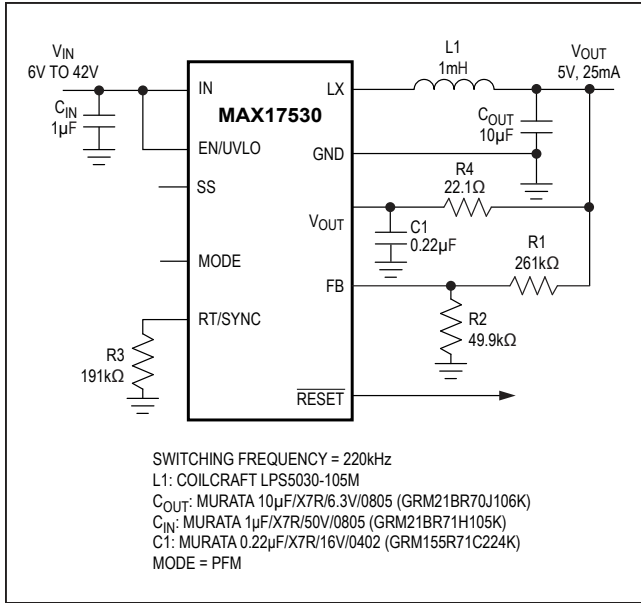 VIN
6V TO 42V
CIN
1µF
IN
EN/UVLO
SS
MODE
RT/SYNC
R3
191kΩ
MAX17530
LX
GND
VOUT
FB
RESET
L1
1mH
VOUT
5V, 25mA
COUT
10µF
R4
22.1Ω
C1
0.22µF
R1
261kΩ
R2
49.9kΩ
SWITCHING FREQUENCY = 220kHz
L1: COILCRAFT LPS5030-105M
COUT: MURATA 10µF/X7R/6.3V/0805 (GRM21BR70J106K)
CIN: MURATA 1µF/X7R/50V/0805 (GRM21BR71H105K)
C1: MURATA 0.22µF/X7R/16V/0402 (GRM155R71C224K)
MODE = PFM